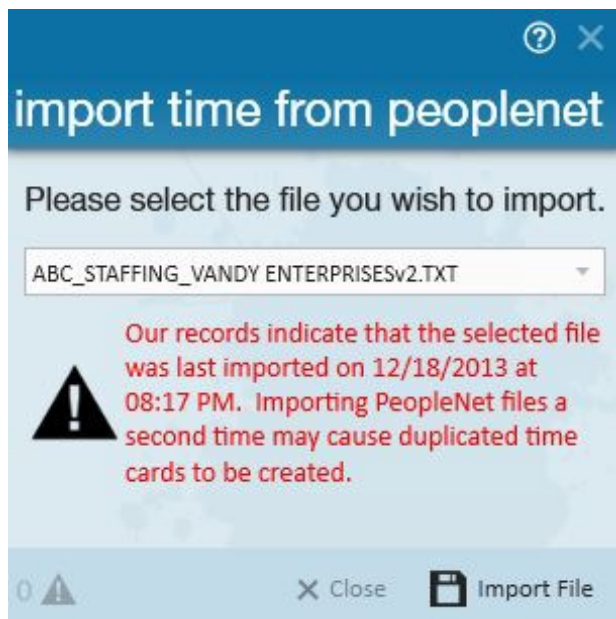 ?
import time from peoplenet
Please select the file you wish to import.
ABC_STAFFING_VANDY ENTERPRISESv2.TXT
Our records indicate that the selected file
was last imported on 12/18/2013 at
08:17 PM.  Importing PeopleNet files a
second time may cause duplicated time
cards to be created.
0 Close Import File